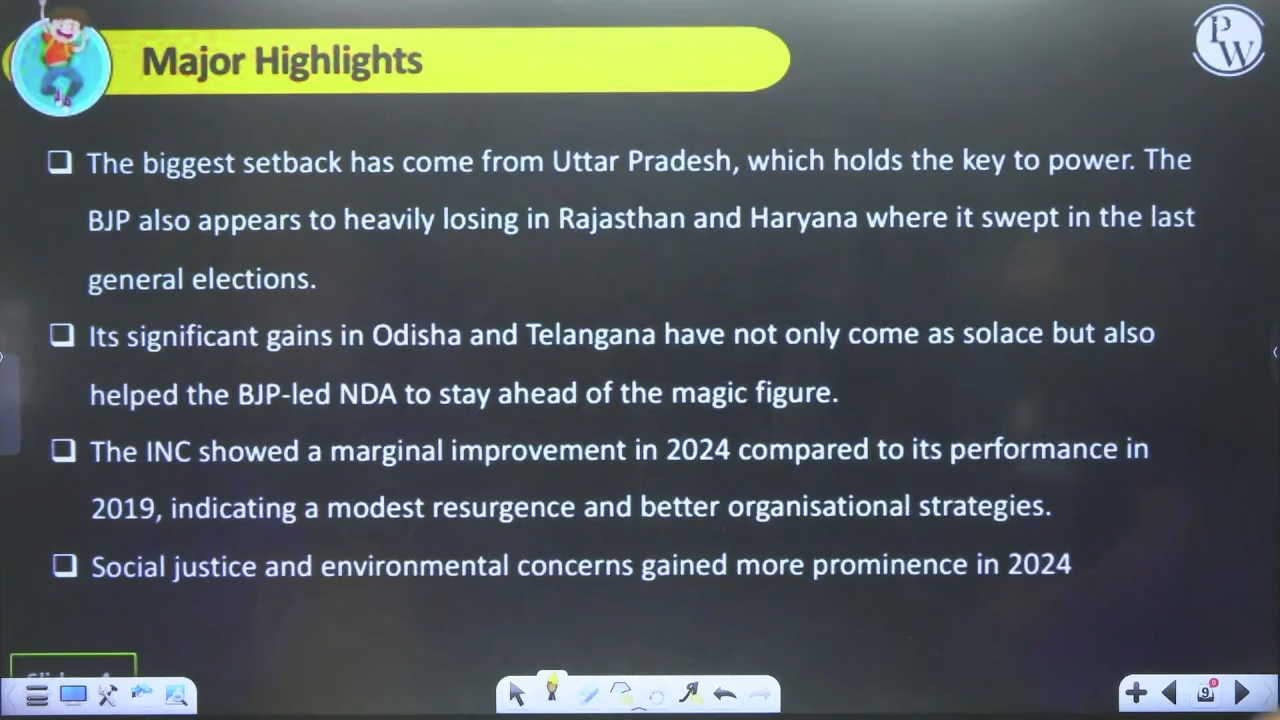 Major Highlights
PW
❑ The biggest setback has come from Uttar Pradesh, which holds the key to power. The
BJP also appears to heavily losing in Rajasthan and Haryana where it swept in the last
general elections.
❑ Its significant gains in Odisha and Telangana have not only come as solace but also
helped the BJP-led NDA to stay ahead of the magic figure.
❑ The INC showed a marginal improvement in 2024 compared to its performance in
2019, indicating a modest resurgence and better organisational strategies.
❑ Social justice and environmental concerns gained more prominence in 2024
9
0